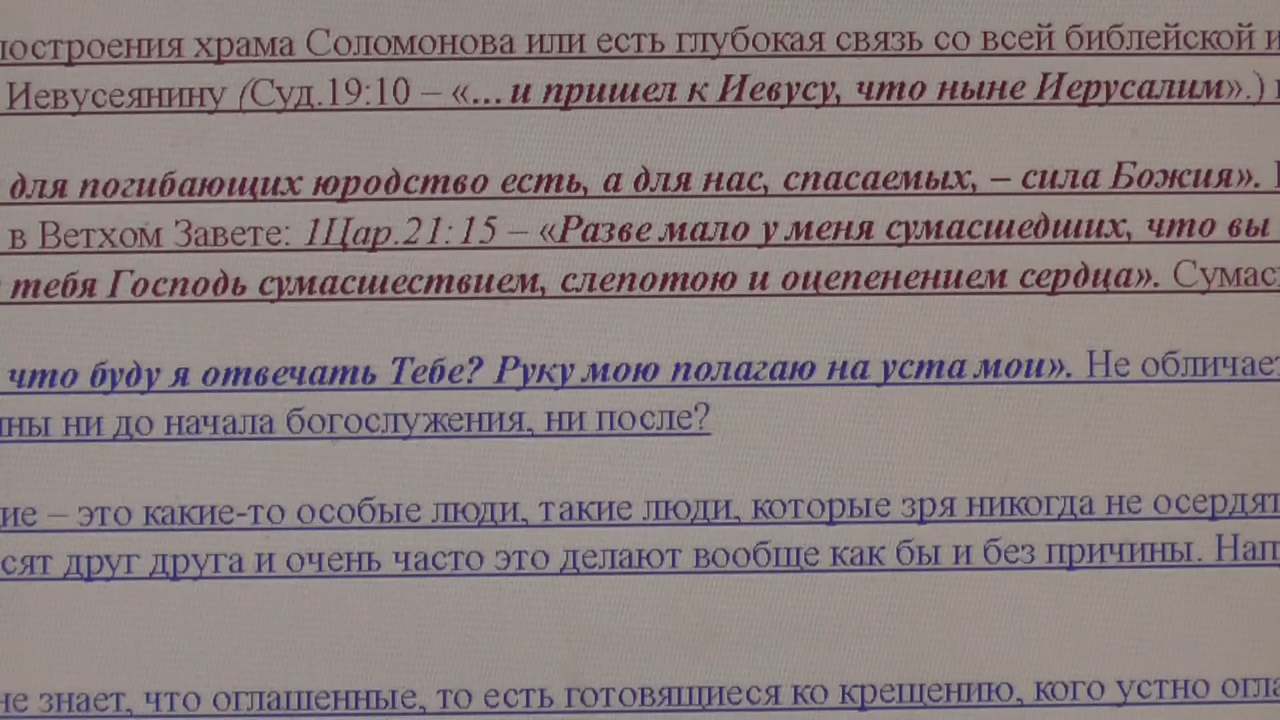 построения храма Соломонова или есть глубокая связь со всей библейской и
Иевусеянину (Суд.19:10 – «... и пришел к Иевусу, что ныне Иерусалим».)
для погибающих юродство есть, а для нас, спасаемых, – сила Божия».
в Ветхом Завете: 1Цар.21:15 – «Разве мало у меня сумасшедших, что вы
тебя Господь сумасшествием, слепотою и оцепенением сердца». Сумас
что буду я отвечать Тебе? Руку мою полагаю на уста мои». Не обличае
ны ни до начала богослужения, ни после?
ие – это какие-то особые люди, такие люди, которые зря никогда не осердят
сят друг друга и очень часто это делают вообще как бы и без причины. Нап
не знает, что оглашенные, то есть готовящиеся ко крещению, кого устно огла